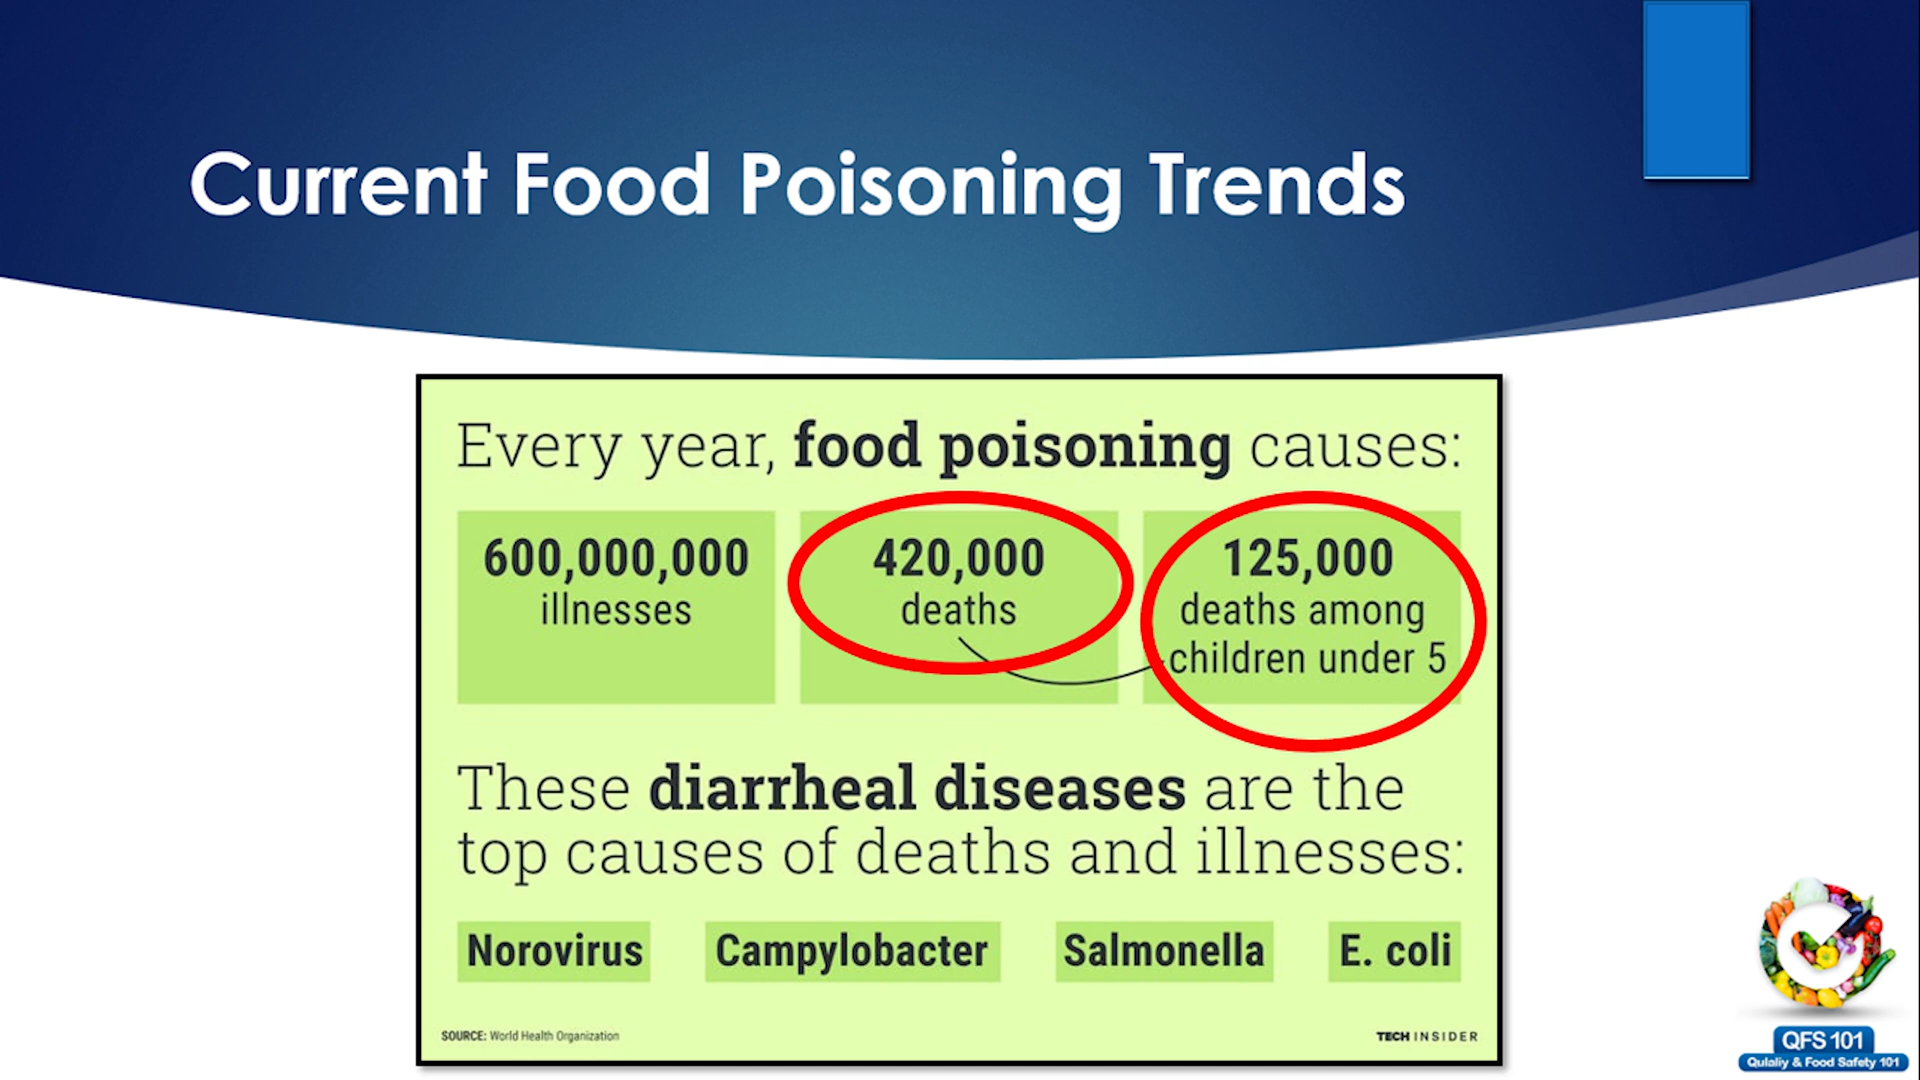 Current Food Poisoning Trends
Every year, food poisoning causes:
600,000,000
illnesses
420,000
deaths
125,000
deaths among
children under 5
These diarrheal diseases are the
top causes of deaths and illnesses:
Norovirus
Campylobacter
Salmonella
E. coli
SOURCE: World Health Organization
TECH INSIDER
QFS 101
Qulaliy & Food Safety 101